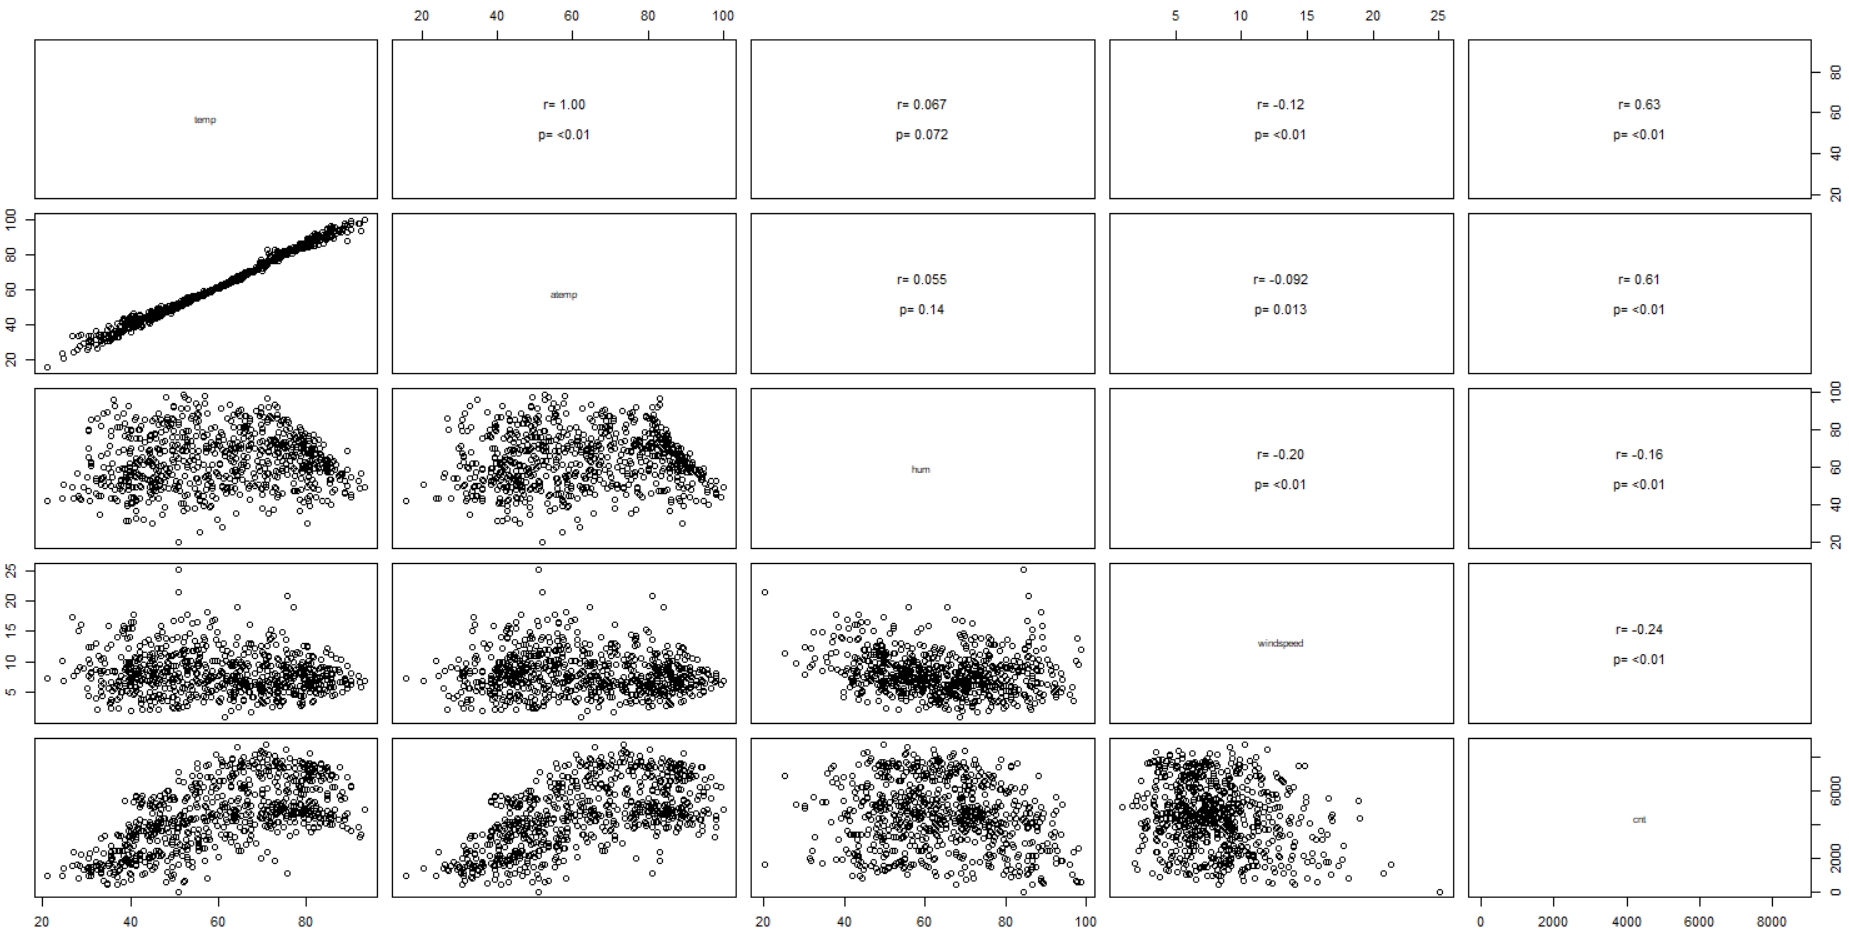 20 40 60 80 100 5 10 15 20 25
temp r= 1.00 r= 0.067 r= -0.12 r= 0.63
p= <0.01 p= 0.072 p= <0.01 p= <0.01
20 40 60 80
20 40 60 80 100
atemp r= 0.055 r= -0.092 r= 0.61
p= 0.14 p= 0.013 p= <0.01
hum r= -0.20 r= -0.16
p= <0.01 p= <0.01
20 40 60 80 100
5 10 15 20 25
windspeed r= -0.24
p= <0.01
cnt
0 2000 6000
20 40 60 80 20 40 60 80 100 0 2000 4000 6000 8000